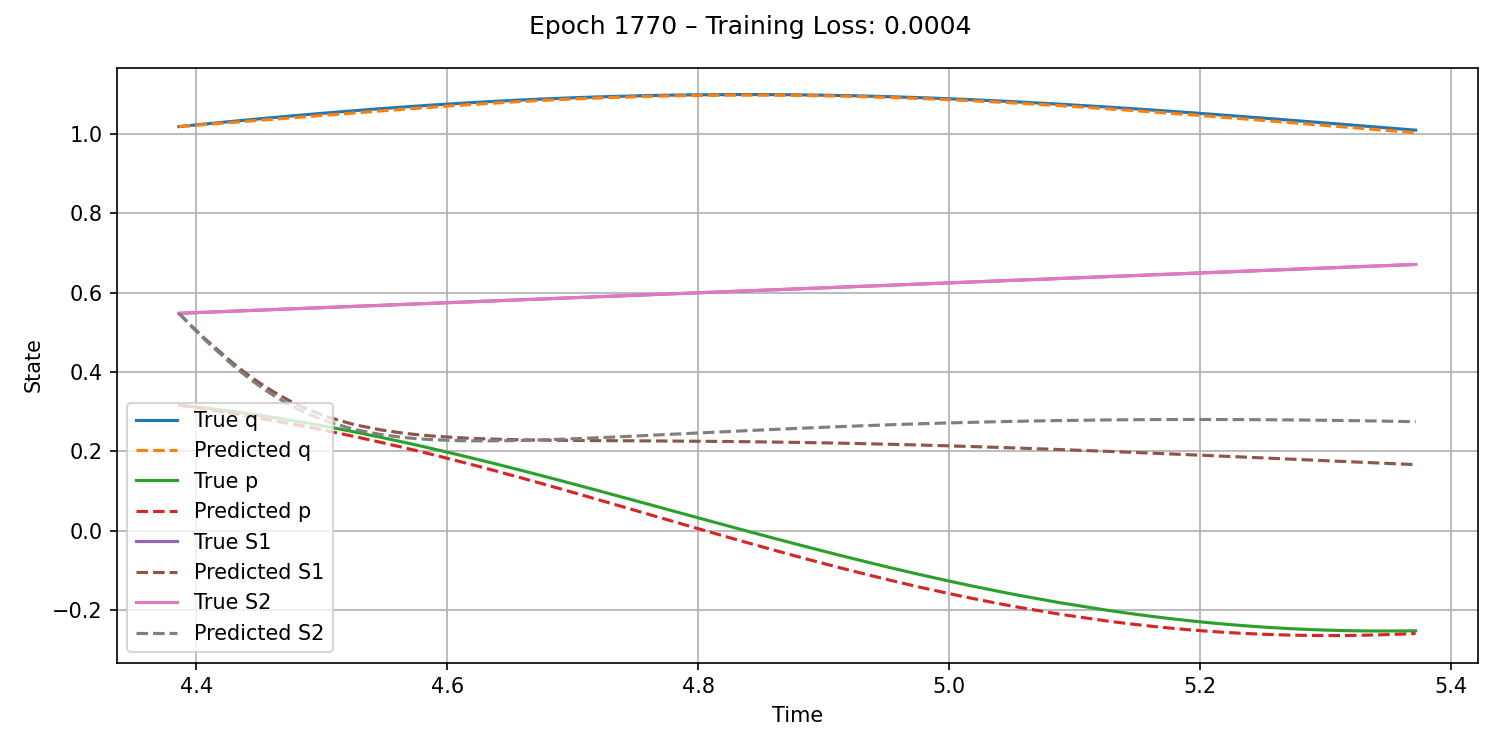 Epoch 1770 – Training Loss: 0.0004
1.0
0.8
0.6
0.4
0.2
0.0
−0.2
State
True q
Predicted q
True p
Predicted p
True S1
Predicted S1
True S2
Predicted S2
4.4 4.6 4.8 5.0 5.2 5.4
Time